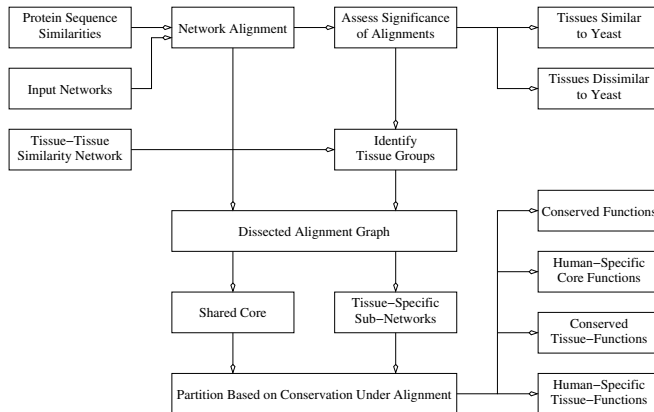 Protein Sequence
Similarities
Network Alignment
Assess Significance
of Alignments
Tissues Similar
to Yeast
Input Networks
Tissues Dissimilar
to Yeast
Tissue−Tissue
Similarity Network
Identify
Tissue Groups
Dissected Alignment Graph
Conserved Functions
Human−Specific
Core Functions
Shared Core
Tissue−Specific
Sub−Networks
Conserved
Tissue−Functions
Partition Based on Conservation Under Alignment
Human−Specific
Tissue−Functions